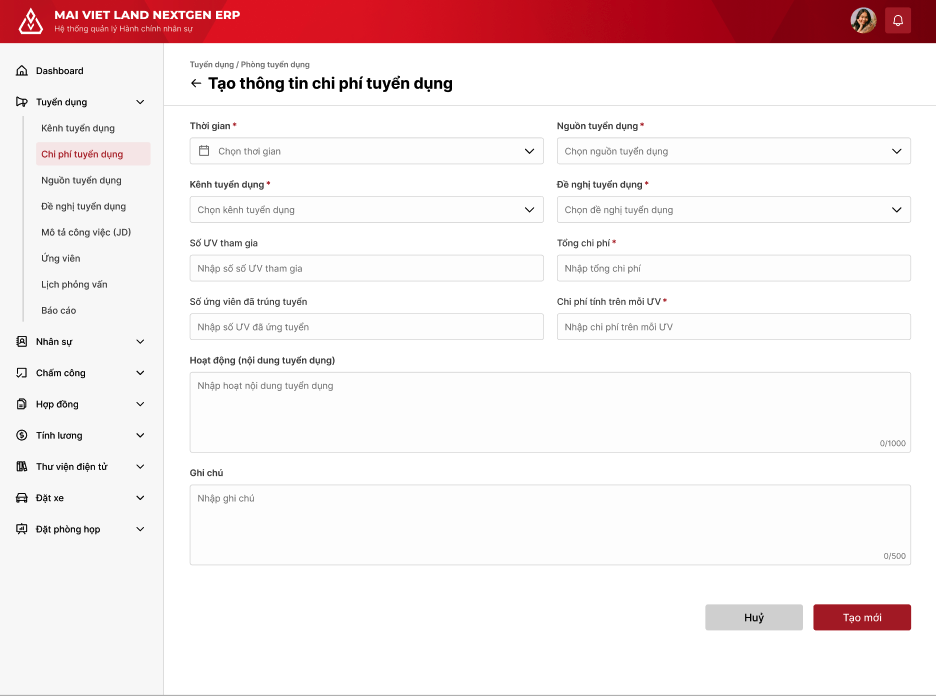 MAI VIET LAND NEXTGEN ERP
Hệ thống quản lý Hành chính nhân sự
Dashboard
Tuyển dụng
Kênh tuyển dụng
Chi phí tuyển dụng
Nguồn tuyển dụng
Đề nghị tuyển dụng
Mô tả công việc (JD)
Ứng viên
Lịch phỏng vấn
Báo cáo
Nhân sự
Chấm công
Hợp đồng
Tính lương
Thư viện điện tử
Đặt xe
Đặt phòng họp
Tuyển dụng / Phòng tuyển dụng
Tạo thông tin chi phí tuyển dụng
Thời gian *
Chọn thời gian
Nguồn tuyển dụng *
Chọn nguồn tuyển dụng
Kênh tuyển dụng *
Chọn kênh tuyển dụng
Đề nghị tuyển dụng *
Chọn đề nghị tuyển dụng
Số ƯV tham gia
Nhập số số ƯV tham gia
Tổng chi phí *
Nhập tổng chi phí
Số ứng viên đã trúng tuyển
Nhập số ƯV đã ứng tuyển
Chi phí tính trên mỗi ƯV *
Nhập chi phí trên mỗi ƯV
Hoạt động (nội dung tuyển dụng)
Nhập hoạt nội dung tuyển dụng
0/1000
Ghi chú
Nhập ghi chú
0/500
Huỷ
Tạo mới